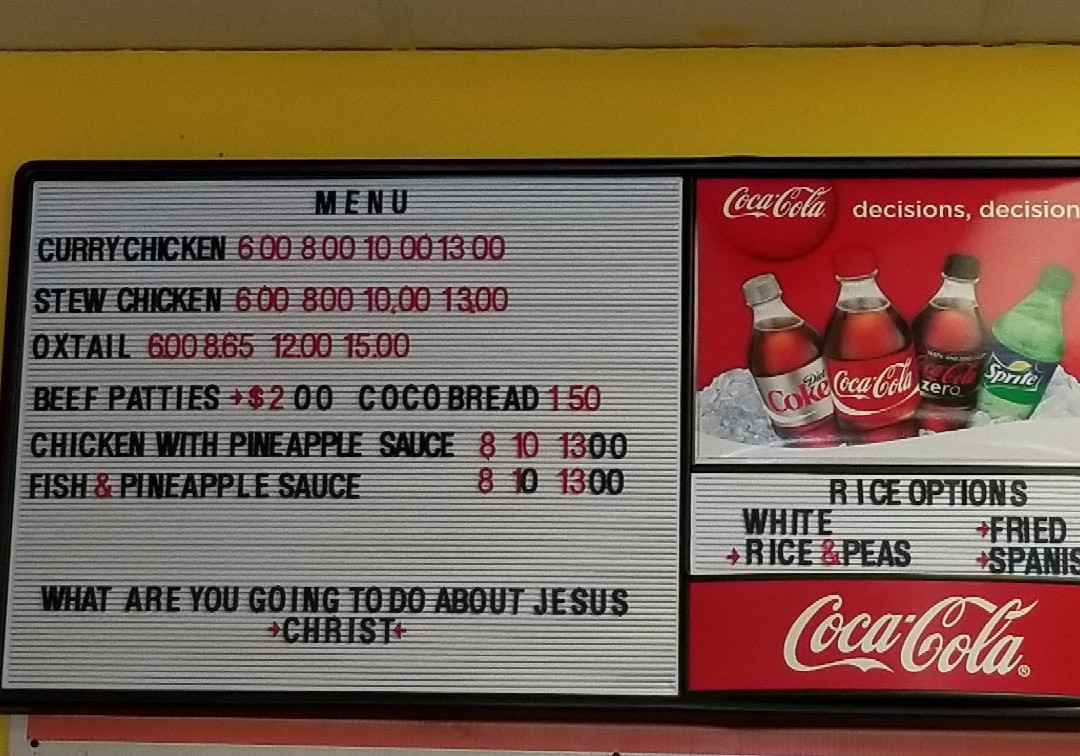 MENU
CURRY CHICKEN 6 00 8 00 10 00 13 00
STEW CHICKEN 6 00 8 00 10,00 13,00
OXTAIL 6.00 8.65 12.00 15.00
BEEF PATTIES →$2 00 COCO BREAD 1 50
CHICKEN WITH PINEAPPLE SAUCE 8 10 13 00
FISH & PINEAPPLE SAUCE 8 10 13 00
WHAT ARE YOU GOING TO DO ABOUT JESUS
→CHRIST←
Coca-Cola
decisions, decision
Diet
Coke
Coca-Cola
Coca-Cola
zero
Sprite
RICE OPTIONS
WHITE →FRIED
→RICE & PEAS →SPANIS
Coca-Cola®